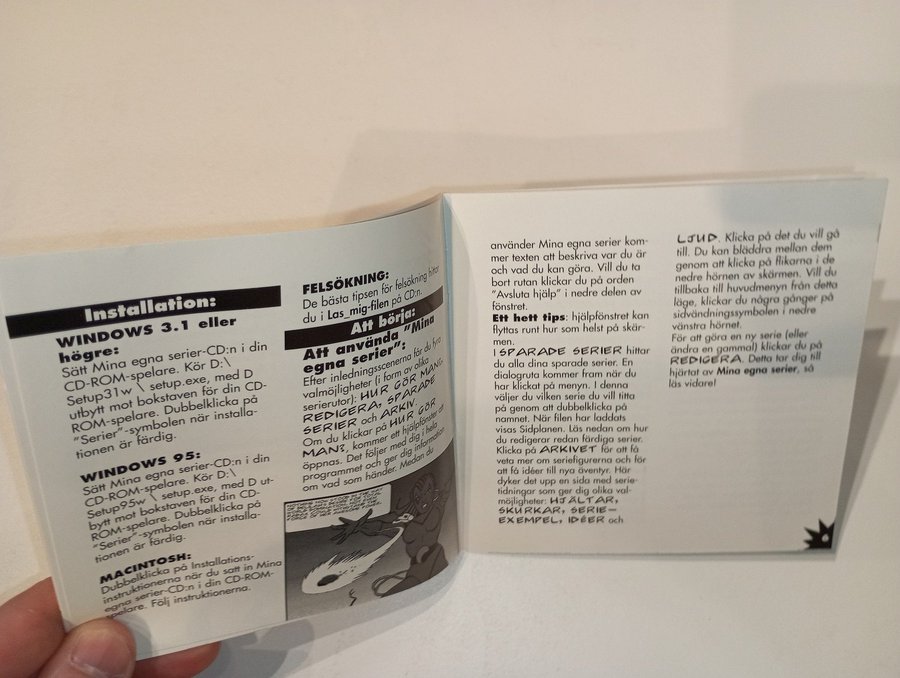 Installation:
WINDOWS 3.1 eller
högre:
Sätt Mina egna serier-CD:n i din
CD-ROM-spelare. Kör D:\
Setup31w \ setup.exe, med D
utbytt mot bokstaven för din CD-
ROM-spelare. Dubbelklicka på
"Serier"-symbolen när installa-
tionen är färdig.
WINDOWS 95:
Sätt Mina egna serier-CD:n i din
CD-ROM-spelare. Kör D:\
Setup95w \ setup.exe, med D ut-
bytt mot bokstaven för din CD-
ROM-spelare. Dubbelklicka på
"Serier"-symbolen när installa-
tionen är färdig.
MACINTOSH:
Dubbelklicka på Installations-
instruktionerna när du satt in Mina
egna serier-CD:n i din CD-ROM-
spelare. Följ instruktionerna.
FELSÖKNING:
De bästa tipsen för felsökning hittar
du i Las_mig-filen på CD:n.
Att börja:
Att använda "Mina
egna serier":
Efter inledningsscenerna får du fyra
valmöjligheter (i form av olika
serierutor): HUR GÖR MAN?,
REDIGERA, SPARADE
SERIER och ARKIV.
Om du klickar på HUR GÖR
MAN?, kommer ett hjälpfönster att
öppnas. Det följer med dig i hela
programmet och ger dig information
om vad som händer. Medan du
använder Mina egna serier kom-
mer texten att beskriva var du är
och vad du kan göra. Vill du ta
bort rutan klickar du på orden
"Avsluta hjälp" i nedre delen av
fönstret.
Ett hett tips: hjälpfönstret kan
flyttas runt hur som helst på skär-
men.
I SPARADE SERIER hittar
du alla dina sparade serier. En
dialogruta kommer fram när du
har klickat på menyn. I denna
väljer du vilken serie du vill titta
på genom att dubbelklicka på
namnet. När filen har laddats
visas Sidplanen. Läs nedan om hur
du redigerar redan färdiga serier.
Klicka på ARKIVET för att få
veta mer om seriefigurerna och för
att få idéer till nya äventyr. Här
dyker det upp en sida med serie-
tidningar som ger dig olika val-
möjligheter: HJÄLTAR,
SKURKAR, SERIE-
EXEMPEL, IDÉER och
LJUD. Klicka på det du vill gå
till. Du kan bläddra mellan dem
genom att klicka på flikarna i de
nedre hörnen av skärmen. Vill du
tillbaka till huvudmenyn från detta
läge, klickar du några gånger på
sidvändningssymbolen i nedre
vänstra hörnet.
För att göra en ny serie (eller
ändra en gammal) klickar du på
REDIGERA. Detta tar dig till
hjärtat av Mina egna serier, så
läs vidare!